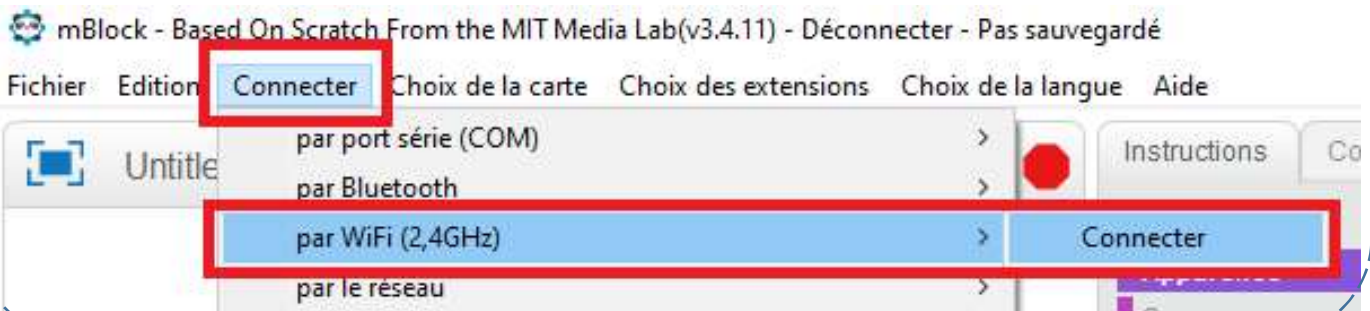 mBlock - Based On Scratch From the MIT Media Lab(v3.4.11) - Déconnecter - Pas sauvegardé
Fichier Edition Connecter Choix de la carte Choix des extensions Choix de la langue Aide
par port série (COM) >
Untitle Instructions Co
par Bluetooth >
par WiFi (2,4GHz) > Connecter
par le réseau >